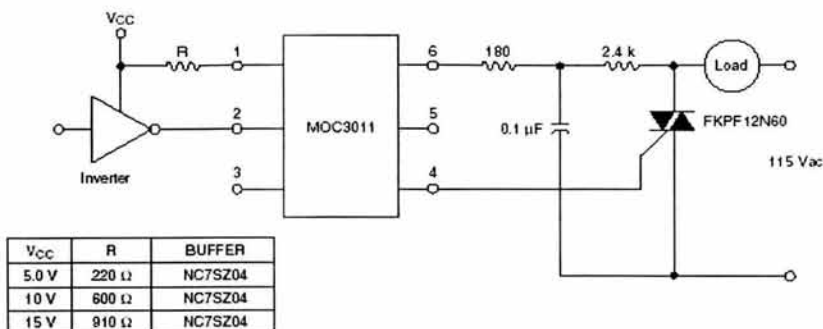 VCC
R
1
6
180
2.4 k
Load
2
MOC3011
5
0.1 µF
FKPF12N60
Inverter
3
4
115 Vac
VCC R BUFFER
5.0 V 220 Ω NC7SZ04
10 V 600 Ω NC7SZ04
15 V 910 Ω NC7SZ04